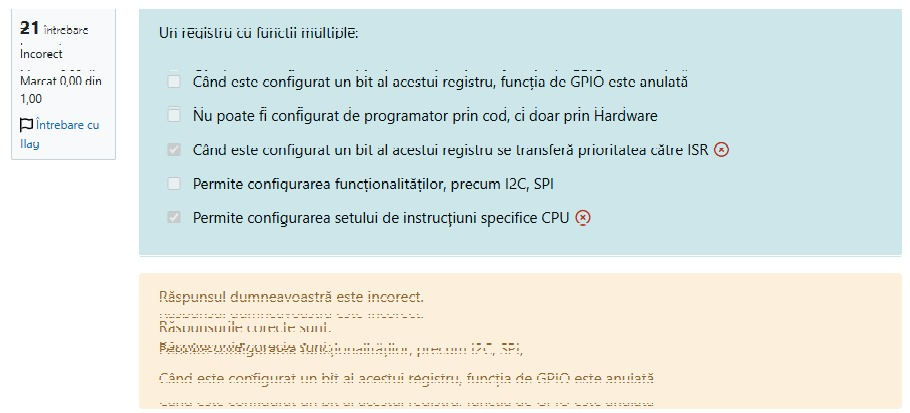 21 Întrebare
Incorect
Marcat 0,00 din
1,00
Întrebare cu
flag
Un registru cu funcții multiple:
Când este configurat un bit al acestui registru, funcția de GPIO este anulată
Nu poate fi configurat de programator prin cod, ci doar prin Hardware
Când este configurat un bit al acestui registru se transferă prioritatea către ISR
Permite configurarea funcționalităților, precum I2C, SPI
Permite configurarea setului de instrucțiuni specifice CPU
Răspunsul dumneavoastră este incorect.
Răspunsurile corecte sunt:
Permite configurarea funcționalităților, precum I2C, SPI,
Când este configurat un bit al acestui registru, funcția de GPIO este anulată